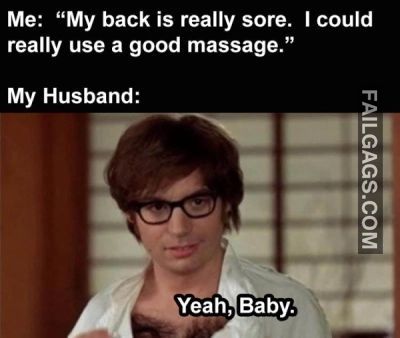 Me:  “My back is really sore.  I could
really use a good massage.”
My Husband:
FAILGAGS.COM
Yeah, Baby.